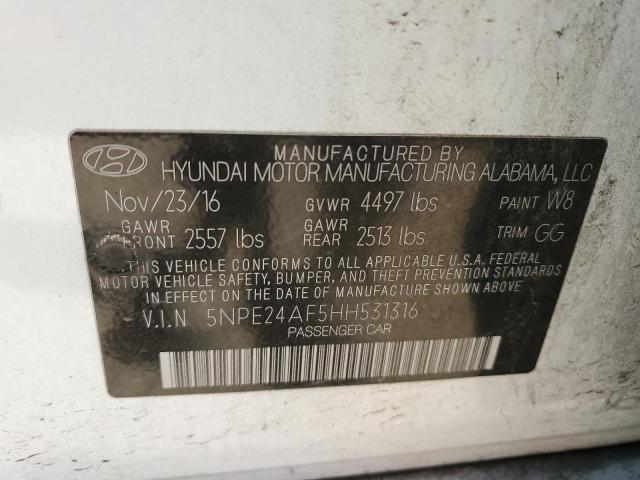 MANUFACTURED BY
HYUNDAI MOTOR MANUFACTURING ALABAMA, LLC
Nov/23/16 GVWR 4497 lbs PAINT W8
GAWR FRONT 2557 lbs GAWR REAR 2513 lbs TRIM GG
THIS VEHICLE CONFORMS TO ALL APPLICABLE U.S.A. FEDERAL
MOTOR VEHICLE SAFETY, BUMPER, AND THEFT PREVENTION STANDARDS
IN EFFECT ON THE DATE OF MANUFACTURE SHOWN ABOVE
V.I.N 5NPE24AF5HH531316
PASSENGER CAR